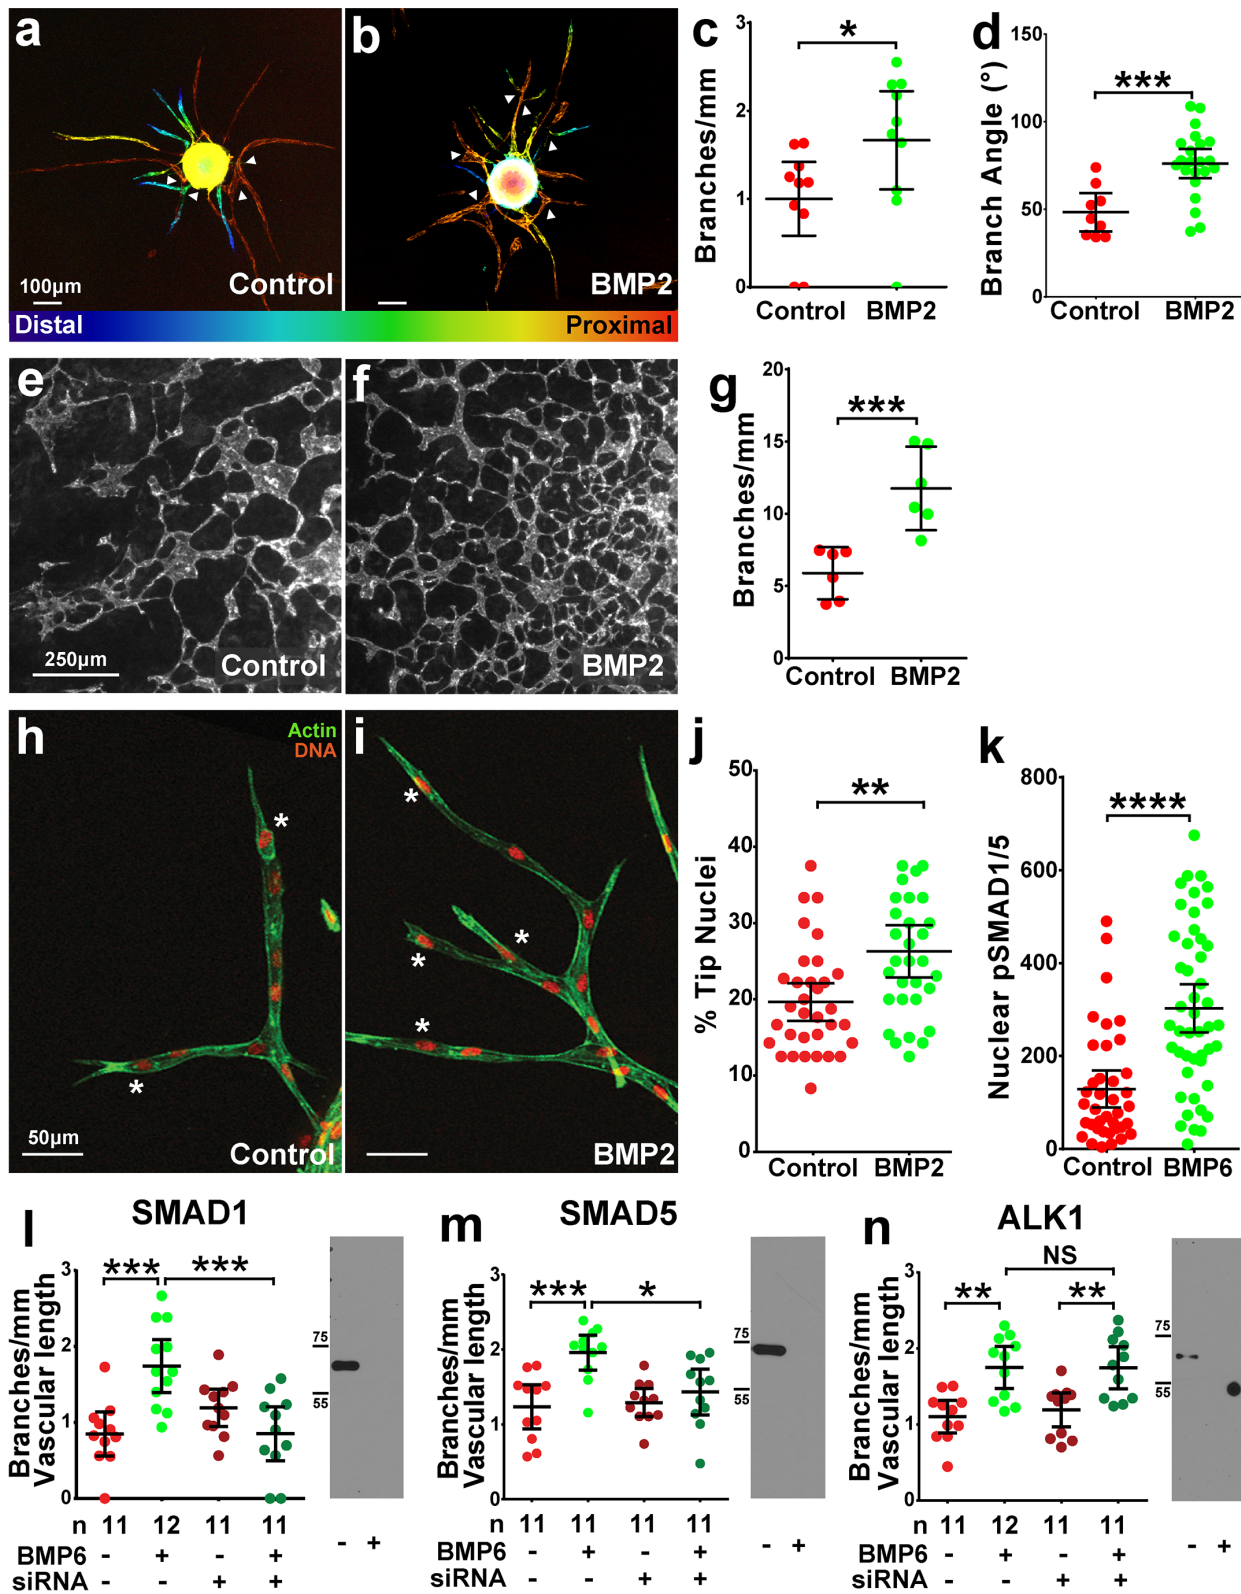 a
b
100µm
Control
BMP2
Distal
Proximal
c
Branches/mm
3
2
1
0
*
Control
BMP2
d
Branch Angle (°)
150
100
50
0
***
Control
BMP2
e
250µm
Control
f
BMP2
g
Branches/mm
20
15
10
5
0
***
Control
BMP2
h
Actin
DNA
*
*
50µm
Control
i
*
*
*
*
BMP2
j
% Tip Nuclei
50
40
30
20
10
0
**
Control
BMP2
k
Nuclear pSMAD1/5
800
600
400
200
0
****
Control
BMP6
l
SMAD1
Branches/mm
Vascular length
3
2
1
0
***
***
75
55
n 11 12 11 11
BMP6 - + - +
siRNA - - + +
- +
m
SMAD5
Branches/mm
Vascular length
3
2
1
0
***
*
75
55
11 11 11 11
- + - +
- - + +
- +
n
ALK1
Branches/mm
Vascular length
3
2
1
0
NS
**
**
75
55
n 11 12 11 11
BMP6 - + - +
siRNA - - + +
- +